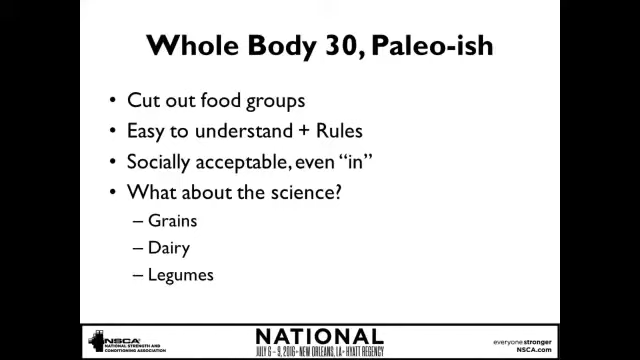 Whole Body 30, Paleo-ish
• Cut out food groups
• Easy to understand + Rules
• Socially acceptable, even “in”
• What about the science?
– Grains
– Dairy
– Legumes
NSCA
NATIONAL STRENGTH AND
CONDITIONING ASSOCIATION
NATIONAL
JULY 6 – 9, 2016 • NEW ORLEANS, LA • HYATT REGENCY
everyone stronger
NSCA.com